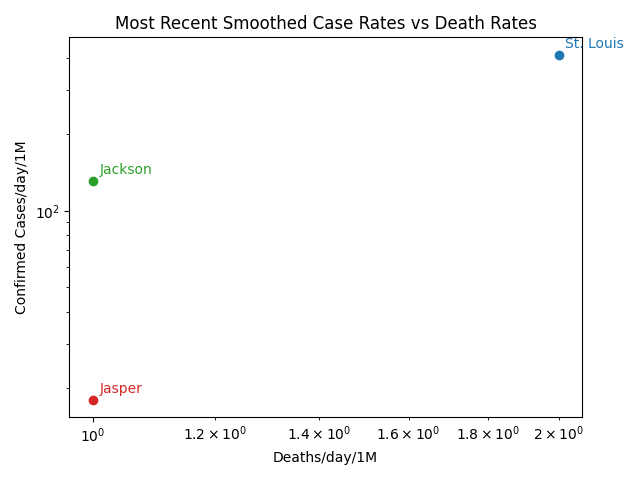 Most Recent Smoothed Case Rates vs Death Rates
St. Louis
Jackson
Jasper
Confirmed Cases/day/1M
10²
10⁰
1.2 × 10⁰
1.4 × 10⁰
1.6 × 10⁰
1.8 × 10⁰
2 × 10⁰
Deaths/day/1M